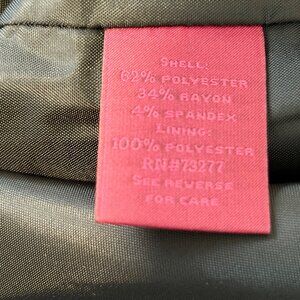 SHELL:
62% POLYESTER
34% RAYON
4% SPANDEX
LINING:
100% POLYESTER
RN#73277
SEE REVERSE
FOR CARE